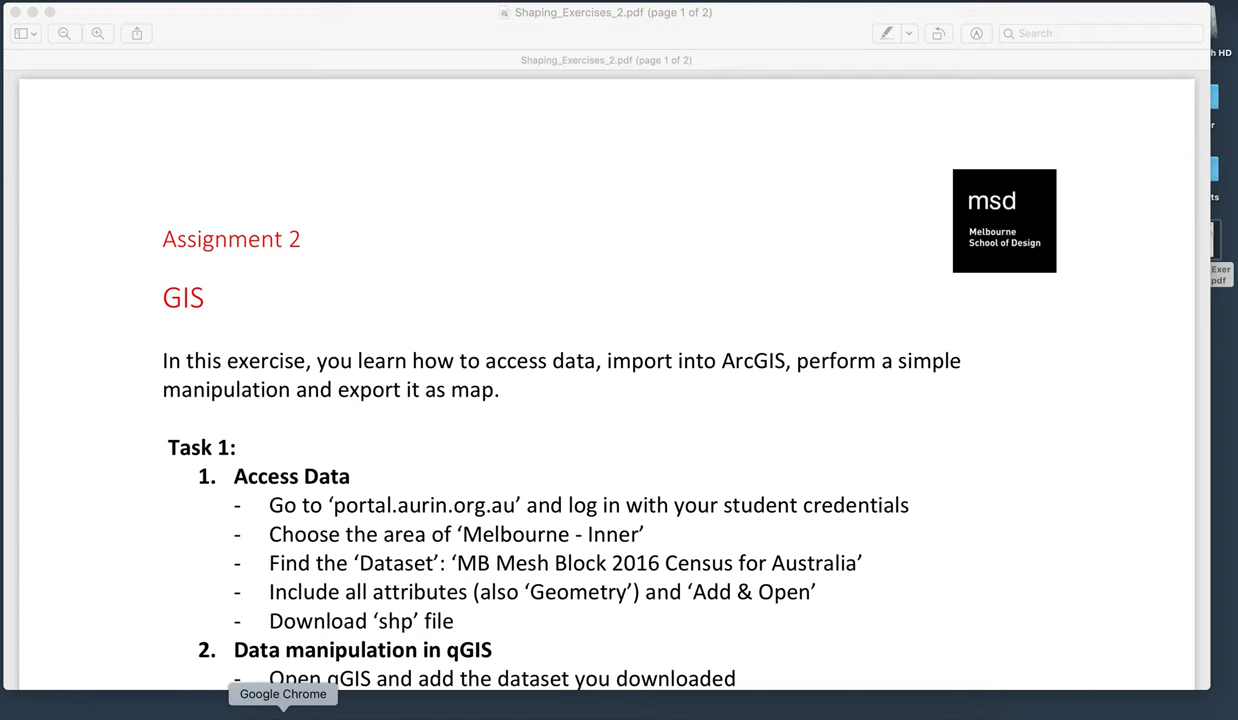 Shaping_Exercises_2.pdf (page 1 of 2)
Search
Shaping_Exercises_2.pdf (page 1 of 2)
h HD
r
ts
Exer
pdf
msd
Melbourne
School of Design
Assignment 2
GIS
In this exercise, you learn how to access data, import into ArcGIS, perform a simple
manipulation and export it as map.
Task 1:
1. Access Data
- Go to ‘portal.aurin.org.au’ and log in with your student credentials
- Choose the area of ‘Melbourne - Inner’
- Find the ‘Dataset’: ‘MB Mesh Block 2016 Census for Australia’
- Include all attributes (also ‘Geometry’) and ‘Add & Open’
- Download ‘shp’ file
2. Data manipulation in qGIS
- Open qGIS and add the dataset you downloaded
Google Chrome